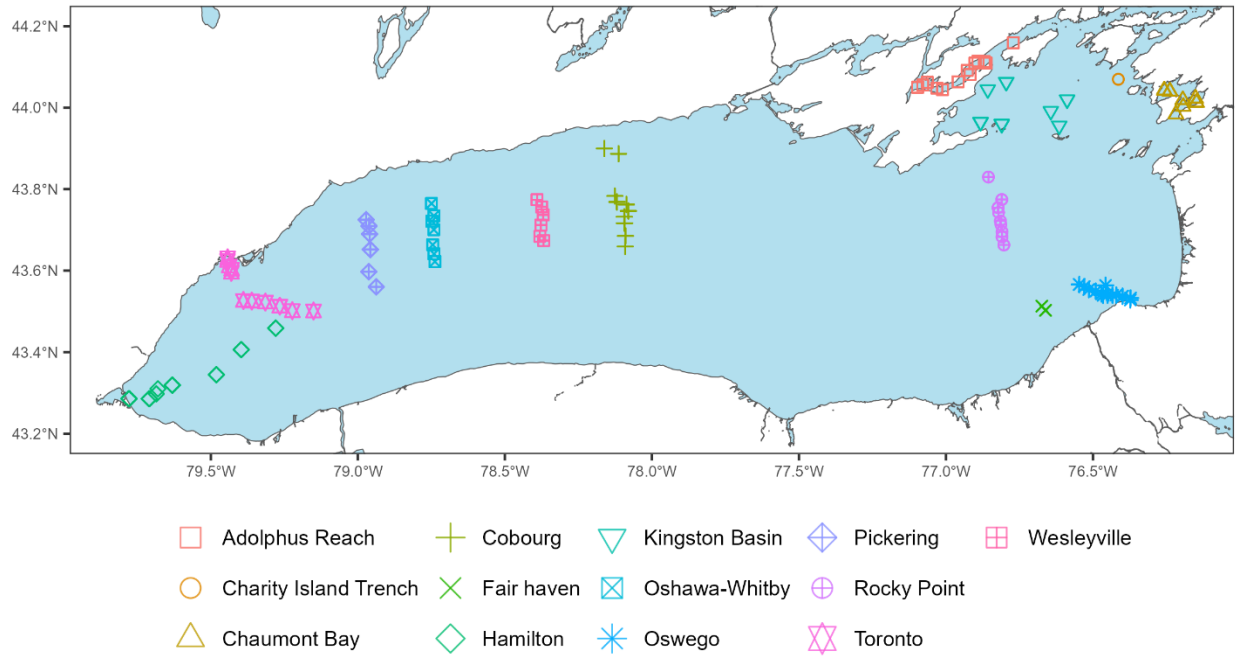 44.2°N
44.0°N
43.8°N
43.6°N
43.4°N
43.2°N
79.5°W 79.0°W 78.5°W 78.0°W 77.5°W 77.0°W 76.5°W
Adolphus Reach Cobourg Kingston Basin Pickering Wesleyville
Charity Island Trench Fair haven Oshawa-Whitby Rocky Point
Chaumont Bay Hamilton Oswego Toronto